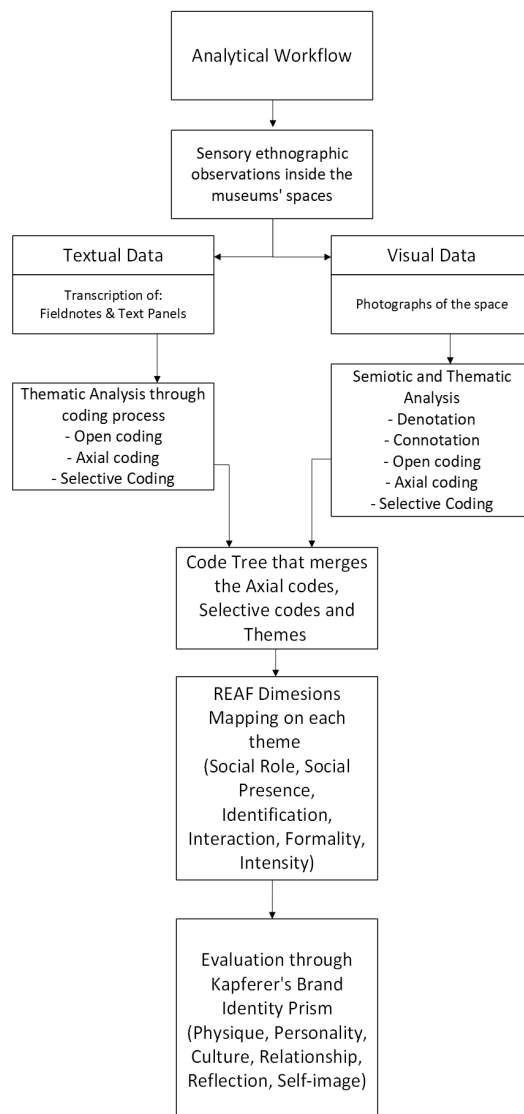 Analytical Workflow
Sensory ethnographic
observations inside the
museums' spaces
Textual Data
Transcription of:
Fieldnotes & Text Panels
Visual Data
Photographs of the space
Thematic Analysis through
coding process
- Open coding
- Axial coding
- Selective Coding
Semiotic and Thematic
Analysis
- Denotation
- Connotation
- Open coding
- Axial coding
- Selective Coding
Code Tree that merges
the Axial codes,
Selective codes and
Themes
REAF Dimesions
Mapping on each
theme
(Social Role, Social
Presence,
Identification,
Interaction, Formality,
Intensity)
Evaluation through
Kapferer's Brand
Identity Prism
(Physique, Personality,
Culture, Relationship,
Reflection, Self-image)